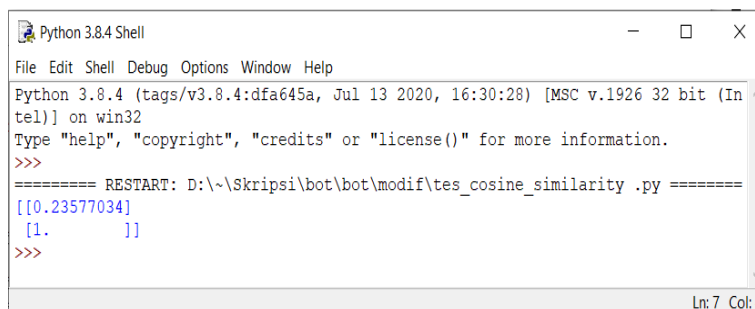 Python 3.8.4 Shell
File Edit Shell Debug Options Window Help
Python 3.8.4 (tags/v3.8.4:dfa645a, Jul 13 2020, 16:30:28) [MSC v.1926 32 bit (In
tel)] on win32
Type "help", "copyright", "credits" or "license()" for more information.
>>>
========= RESTART: D:\~\Skripsi\bot\bot\modif\tes_cosine_similarity .py ========
[[0.23577034]
 [1.        ]]
>>>
Ln: 7 Col: